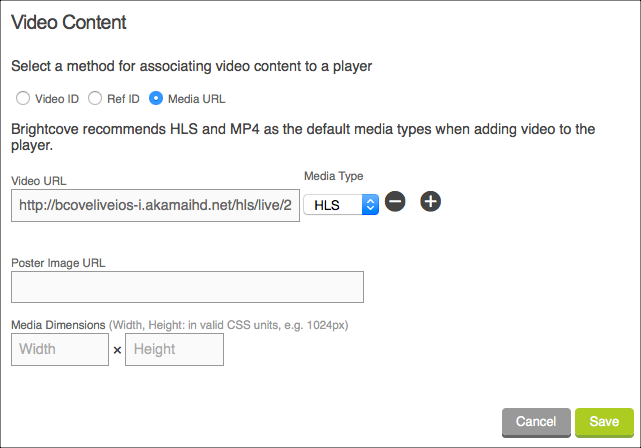 Video Content
Select a method for associating video content to a player
Video ID Ref ID Media URL
Brightcove recommends HLS and MP4 as the default media types when adding video to the
player.
Video URL Media Type
http://bcoveliveios-i.akamaihd.net/hls/live/2 HLS
Poster Image URL
Media Dimensions (Width, Height: in valid CSS units, e.g. 1024px)
Width × Height
Cancel Save